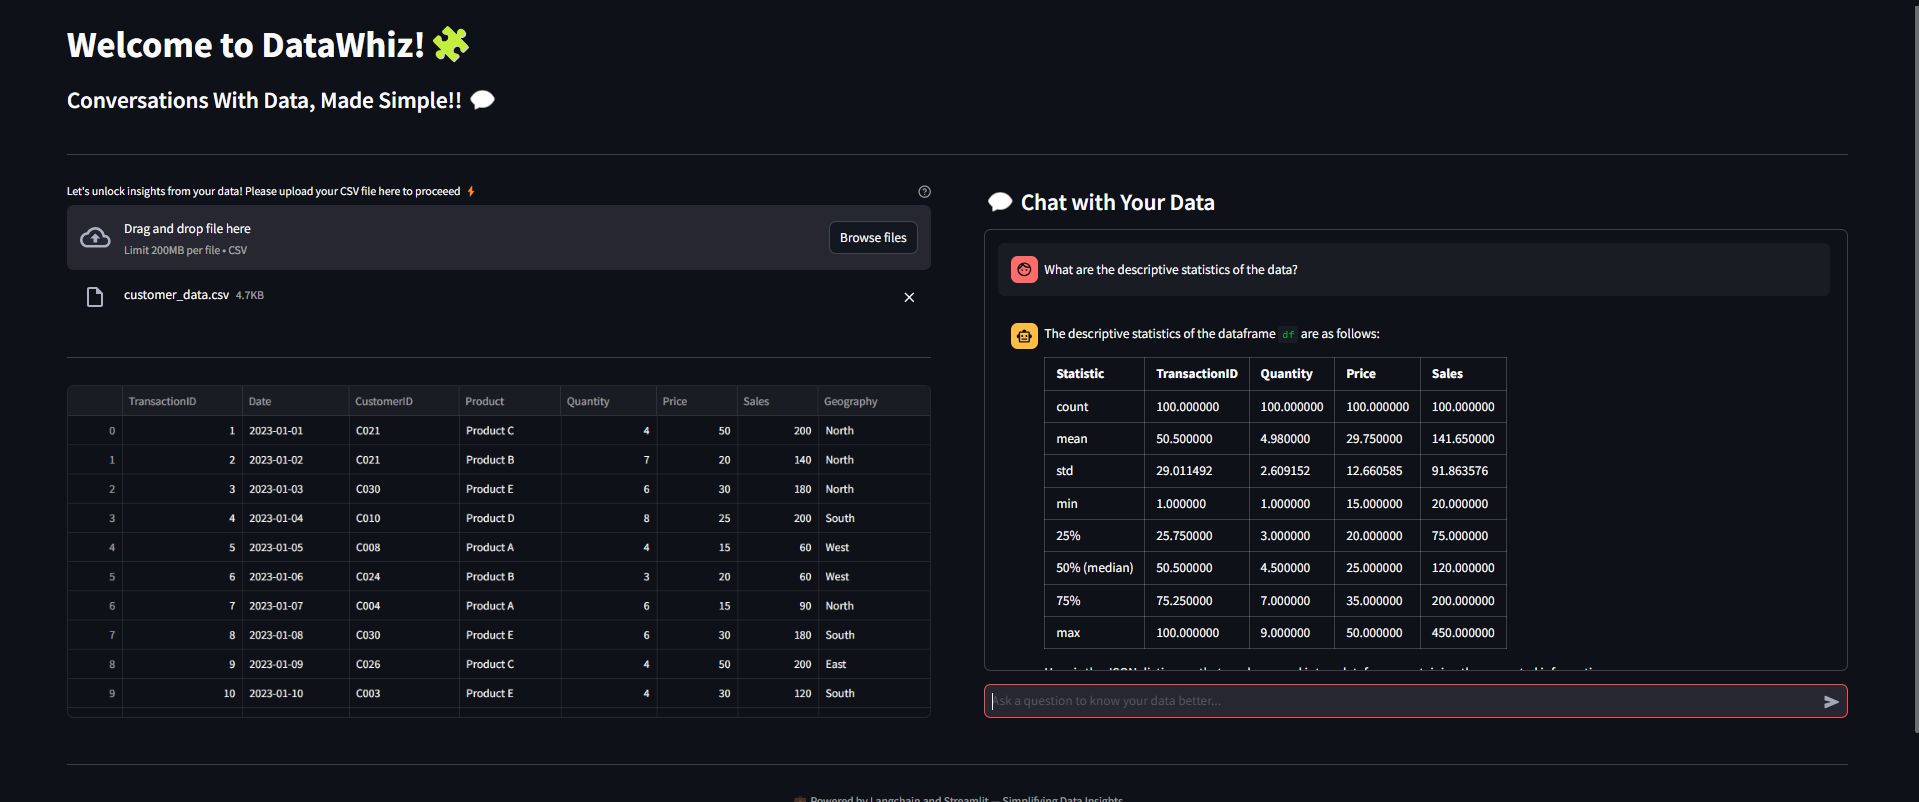 Welcome to DataWhiz!
Conversations With Data, Made Simple!!
Let's unlock insights from your data! Please upload your CSV file here to proceeed
Drag and drop file here
Limit 200MB per file • CSV
Browse files
customer_data.csv 4.7KB
TransactionID Date CustomerID Product Quantity Price Sales Geography
0 1 2023-01-01 C021 Product C 4 50 200 North
1 2 2023-01-02 C021 Product B 7 20 140 North
2 3 2023-01-03 C030 Product E 6 30 180 North
3 4 2023-01-04 C010 Product D 8 25 200 South
4 5 2023-01-05 C008 Product A 4 15 60 West
5 6 2023-01-06 C024 Product B 3 20 60 West
6 7 2023-01-07 C004 Product A 6 15 90 North
7 8 2023-01-08 C030 Product E 6 30 180 South
8 9 2023-01-09 C026 Product C 4 50 200 East
9 10 2023-01-10 C003 Product E 4 30 120 South
Chat with Your Data
What are the descriptive statistics of the data?
The descriptive statistics of the dataframe df are as follows:
Statistic TransactionID Quantity Price Sales
count 100.000000 100.000000 100.000000 100.000000
mean 50.500000 4.980000 29.750000 141.650000
std 29.011492 2.609152 12.660585 91.863576
min 1.000000 1.000000 15.000000 20.000000
25% 25.750000 3.000000 20.000000 75.000000
50% (median) 50.500000 4.500000 25.000000 120.000000
75% 75.250000 7.000000 35.000000 200.000000
max 100.000000 9.000000 50.000000 450.000000
Ask a question to know your data better...
Powered by Langchain and Streamlit — Simplifying Data Insights